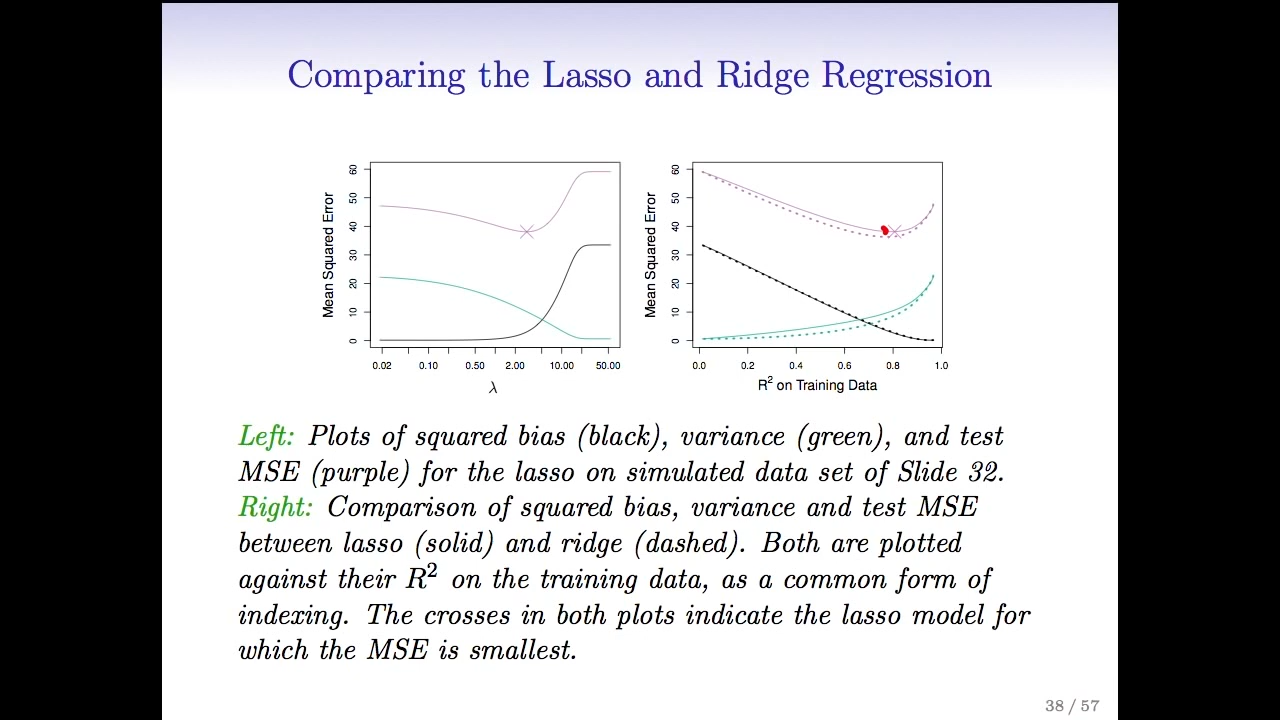 Comparing the Lasso and Ridge Regression
Mean Squared Error
0 10 20 30 40 50 60
0.02 0.10 0.50 2.00 10.00 50.00
λ
Mean Squared Error
0 10 20 30 40 50 60
0.0 0.2 0.4 0.6 0.8 1.0
R² on Training Data
Left: Plots of squared bias (black), variance (green), and test
MSE (purple) for the lasso on simulated data set of Slide 32.
Right: Comparison of squared bias, variance and test MSE
between lasso (solid) and ridge (dashed). Both are plotted
against their R² on the training data, as a common form of
indexing. The crosses in both plots indicate the lasso model for
which the MSE is smallest.
38 / 57